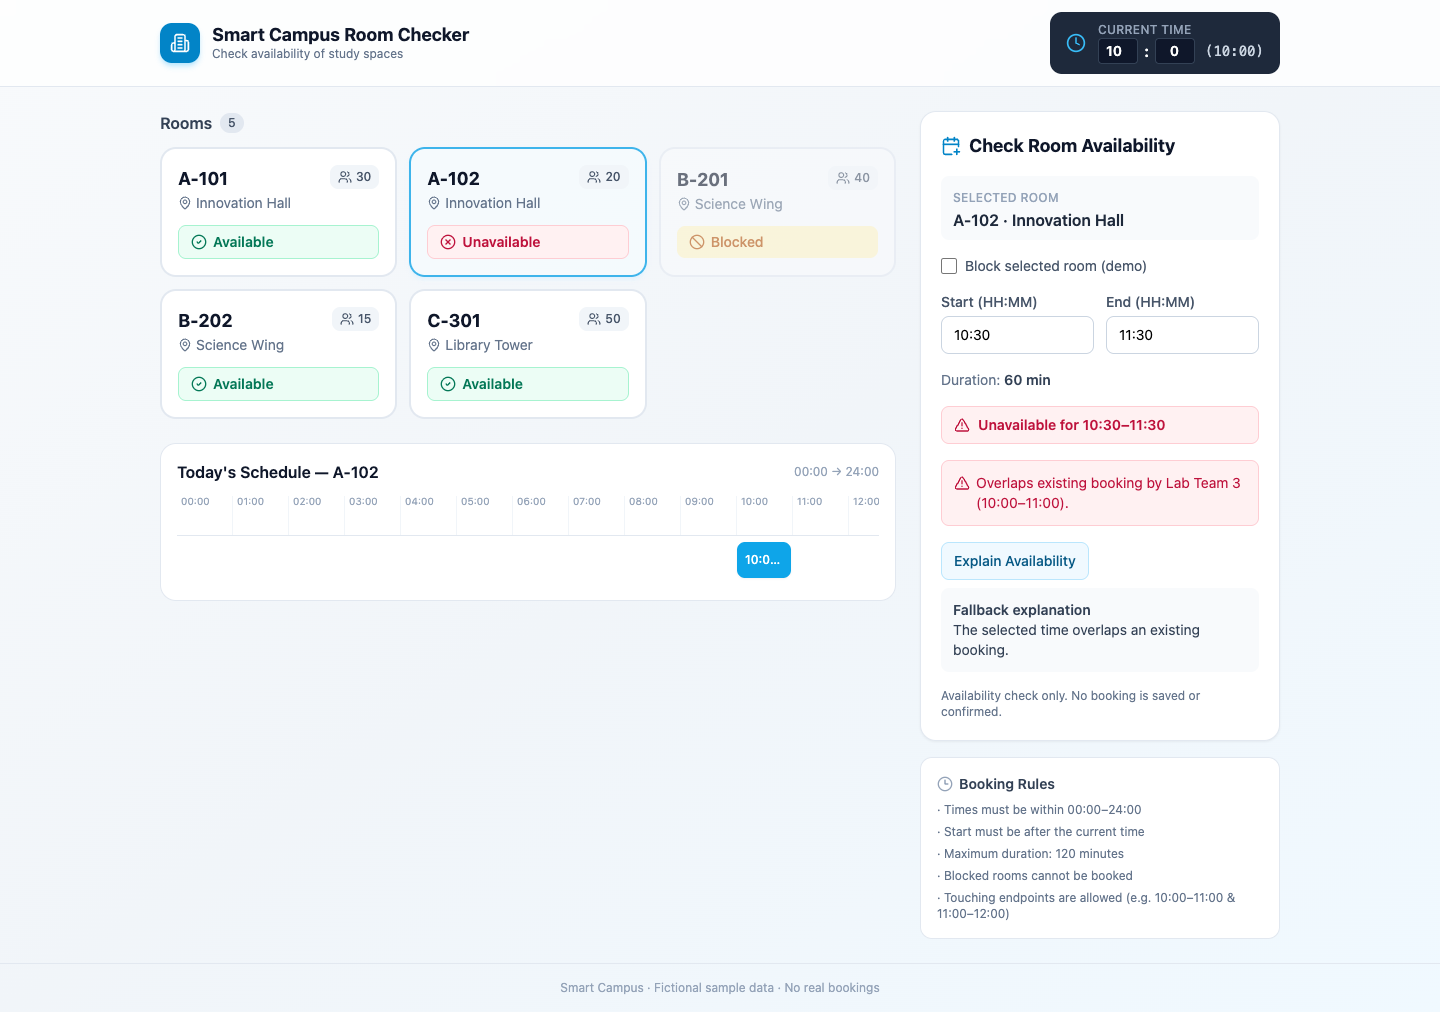 Smart Campus Room Checker
Check availability of study spaces
CURRENT TIME
10 : 0 (10:00)
Rooms 5
A-101 30
Innovation Hall
Available
A-102 20
Innovation Hall
Unavailable
B-201 40
Science Wing
Blocked
B-202 15
Science Wing
Available
C-301 50
Library Tower
Available
Today's Schedule — A-102 00:00 → 24:00
00:00 01:00 02:00 03:00 04:00 05:00 06:00 07:00 08:00 09:00 10:00 11:00 12:00
10:0...
Check Room Availability
SELECTED ROOM
A-102 · Innovation Hall
Block selected room (demo)
Start (HH:MM) End (HH:MM)
10:30 11:30
Duration: 60 min
Unavailable for 10:30–11:30
Overlaps existing booking by Lab Team 3
(10:00–11:00).
Explain Availability
Fallback explanation
The selected time overlaps an existing
booking.
Availability check only. No booking is saved or
confirmed.
Booking Rules
· Times must be within 00:00–24:00
· Start must be after the current time
· Maximum duration: 120 minutes
· Blocked rooms cannot be booked
· Touching endpoints are allowed (e.g. 10:00–11:00 &
11:00–12:00)
Smart Campus · Fictional sample data · No real bookings